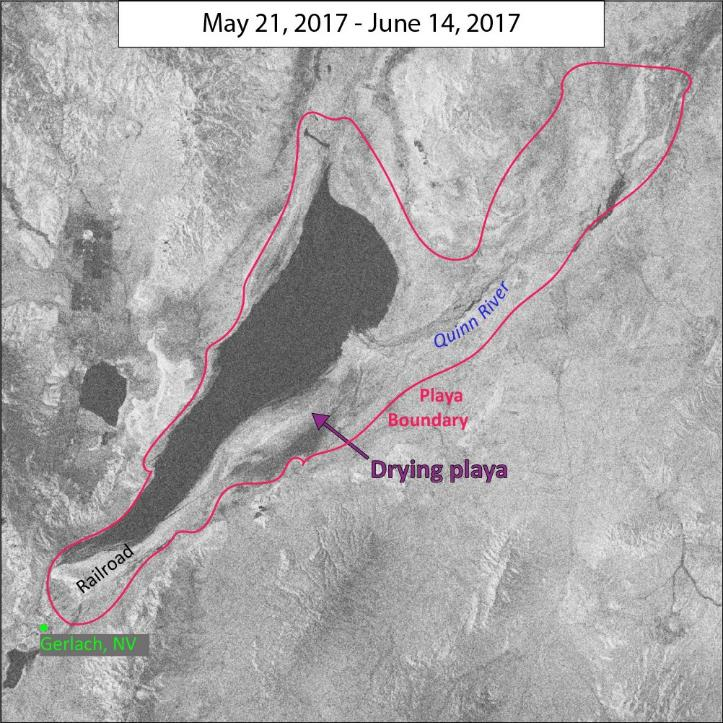 May 21, 2017 - June 14, 2017
Quinn River
Playa
Boundary
Drying playa
Railroad
Gerlach, NV